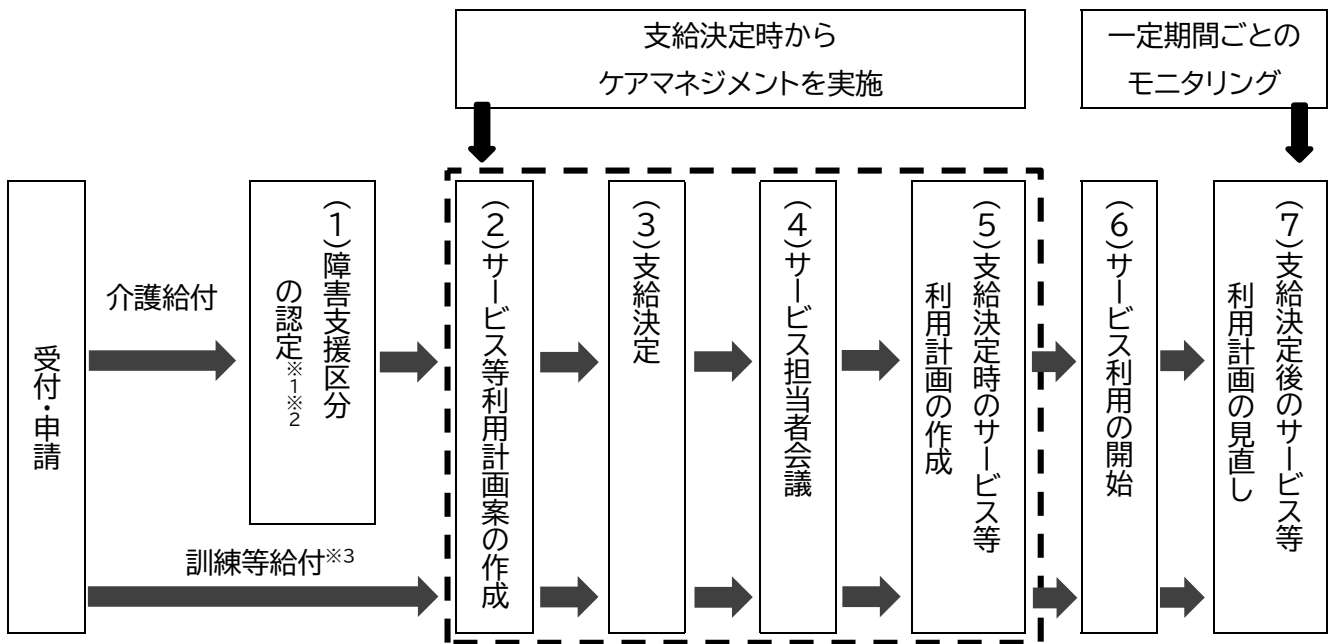 支給決定時から
ケアマネジメントを実施
一定期間ごとの
モニタリング
受付・申請
介護給付
訓練等給付※3
(1)障害支援区分
の認定※1※2
(2)サービス等利用計画案の作成
(3)支給決定
(4)サービス担当者会議
(5)支給決定時のサービス等
利用計画の作成
(6)サービス利用の開始
(7)支給決定後のサービス等
利用計画の見直し